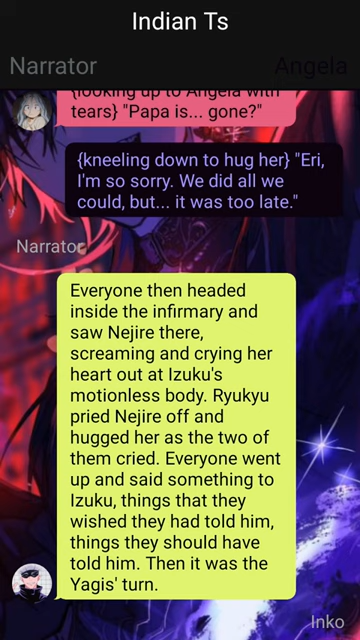 Indian Ts
Narrator
Angela
{looking up to Angela with
tears} "Papa is... gone?"
{kneeling down to hug her} "Eri,
I'm so sorry. We did all we
could, but... it was too late."
Narrator
Everyone then headed
inside the infirmary and
saw Nejire there,
screaming and crying her
heart out at Izuku's
motionless body. Ryukyu
pried Nejire off and
hugged her as the two of
them cried. Everyone went
up and said something to
Izuku, things that they
wished they had told him,
things they should have
told him. Then it was the
Yagis' turn.
Inko